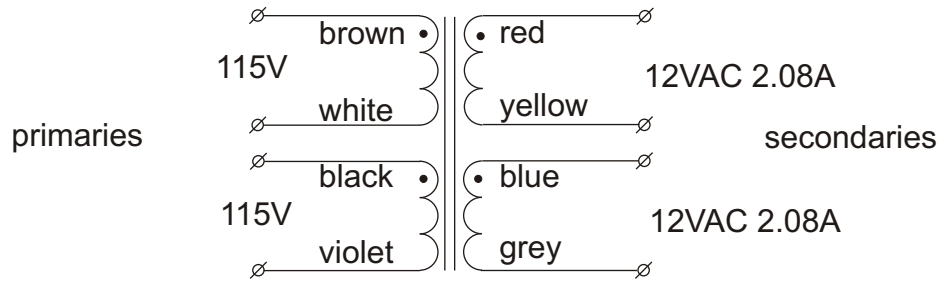 brown
red
115V
12VAC 2.08A
white
yellow
primaries
secondaries
black
blue
115V
12VAC 2.08A
violet
grey